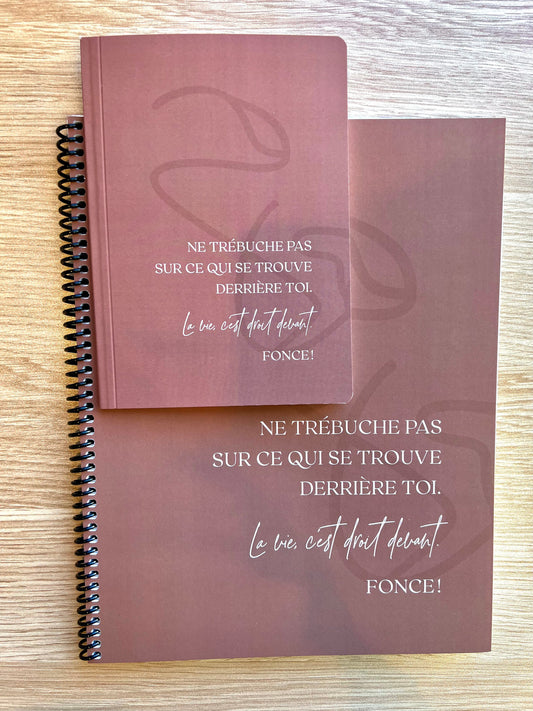 NE TRÉBUCHE PAS
SUR CE QUI SE TROUVE
DERRIÈRE TOI.
La vie, c'est droit devant.
FONCE!
NE TRÉBUCHE PAS
SUR CE QUI SE TROUVE
DERRIÈRE TOI.
La vie, c'est droit devant.
FONCE!